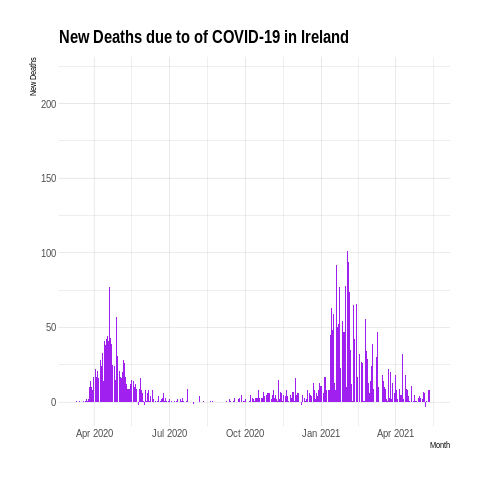 New Deaths due to of COVID-19 in Ireland
New Deaths
200
150
100
50
0
Apr 2020 Jul 2020 Oct 2020 Jan 2021 Apr 2021
Month